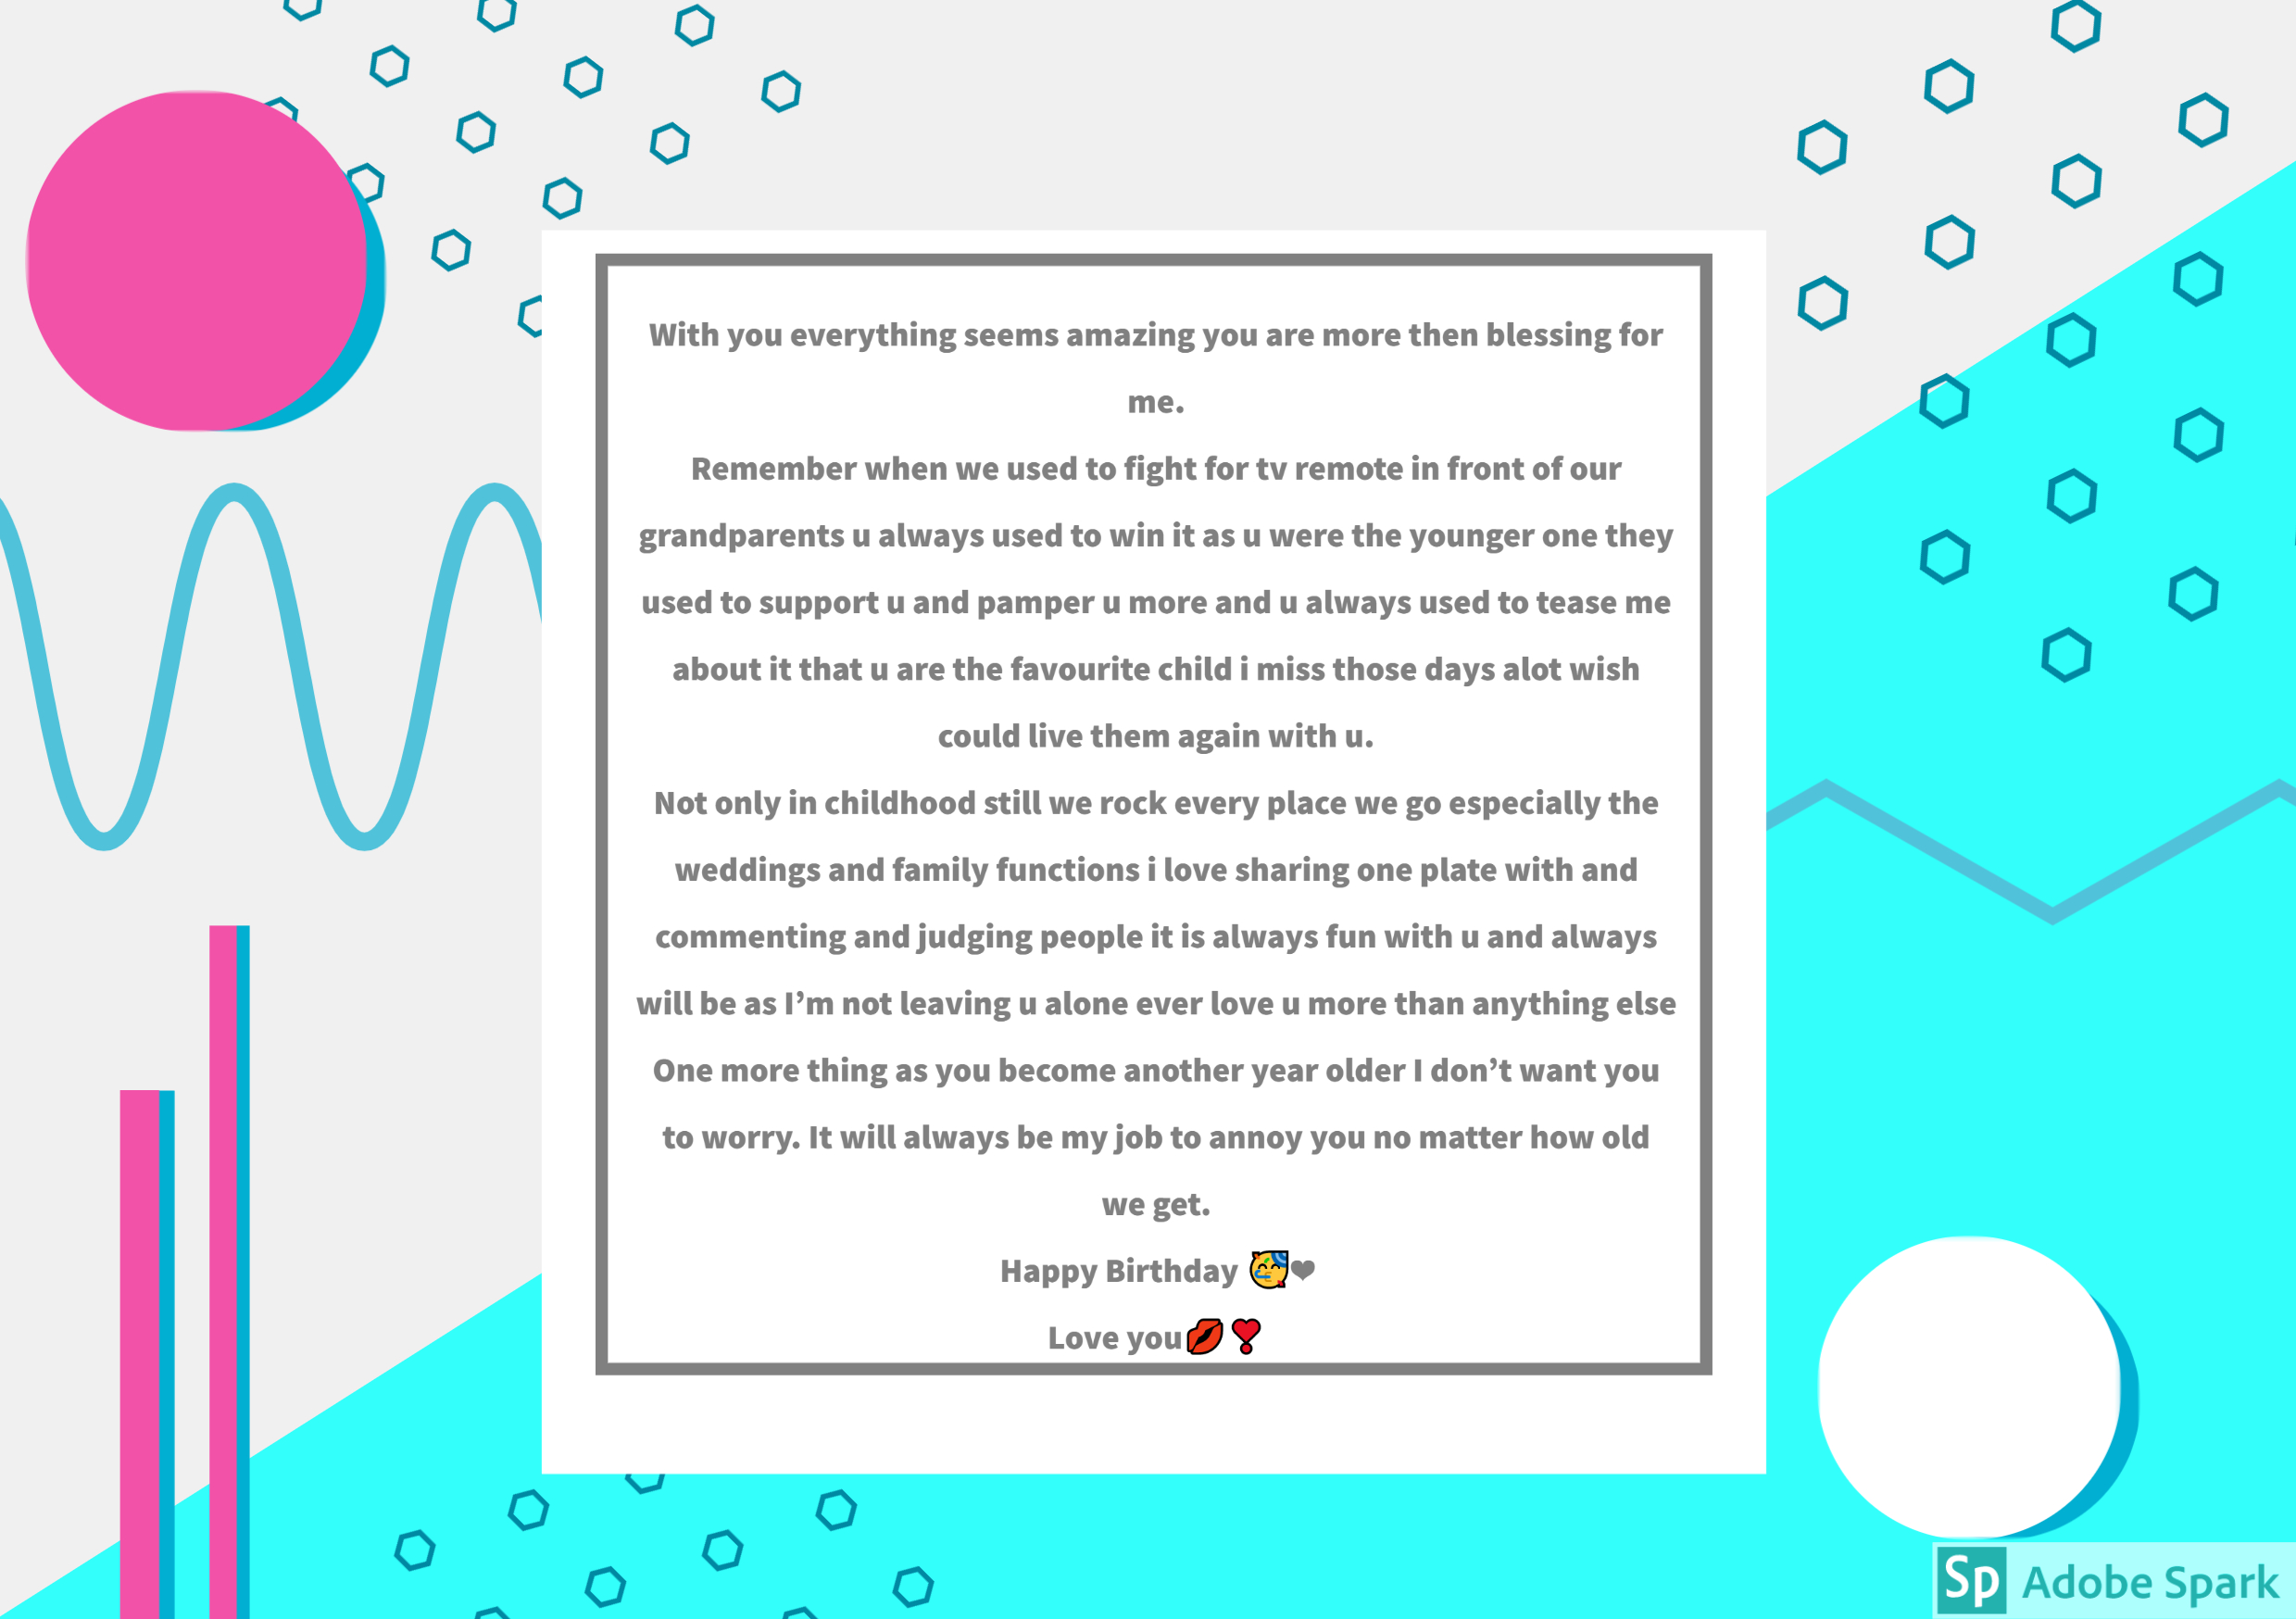 With you everything seems amazing you are more then blessing for
me.
Remember when we used to fight for tv remote in front of our
grandparents u always used to win it as u were the younger one they
used to support u and pamper u more and u always used to tease me
about it that u are the favourite child i miss those days alot wish
could live them again with u.
Not only in childhood still we rock every place we go especially the
weddings and family functions i love sharing one plate with and
commenting and judging people it is always fun with u and always
will be as I’m not leaving u alone ever love u more than anything else
One more thing as you become another year older I don’t want you
to worry. It will always be my job to annoy you no matter how old
we get.
Happy Birthday 🥳❤
Love you💋❣
Sp Adobe Spark